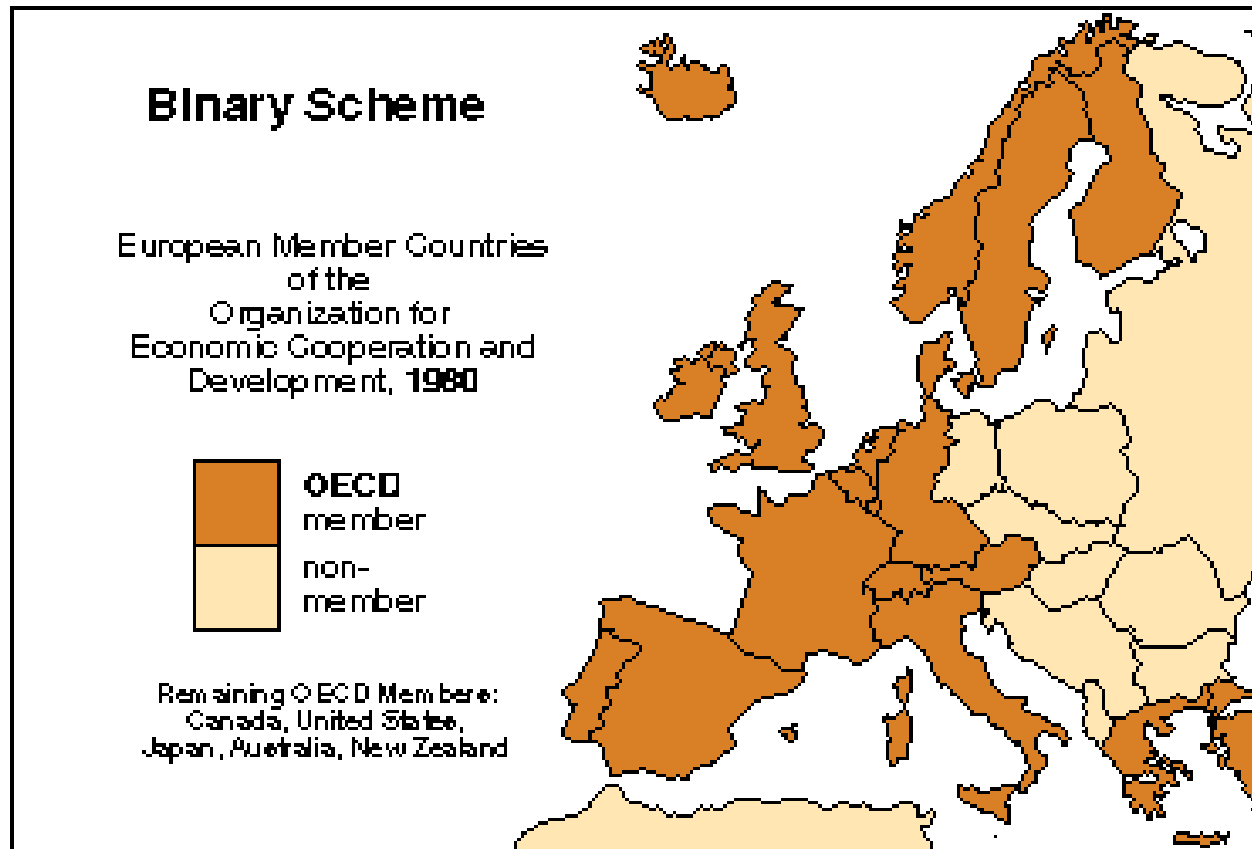 Binary Scheme
European Member Countries
of the
Organization for
Economic Cooperation and
Development, 1980
OECD
member
non-
member
Remaining OECD Members:
Canada, United States,
Japan, Australia, New Zealand